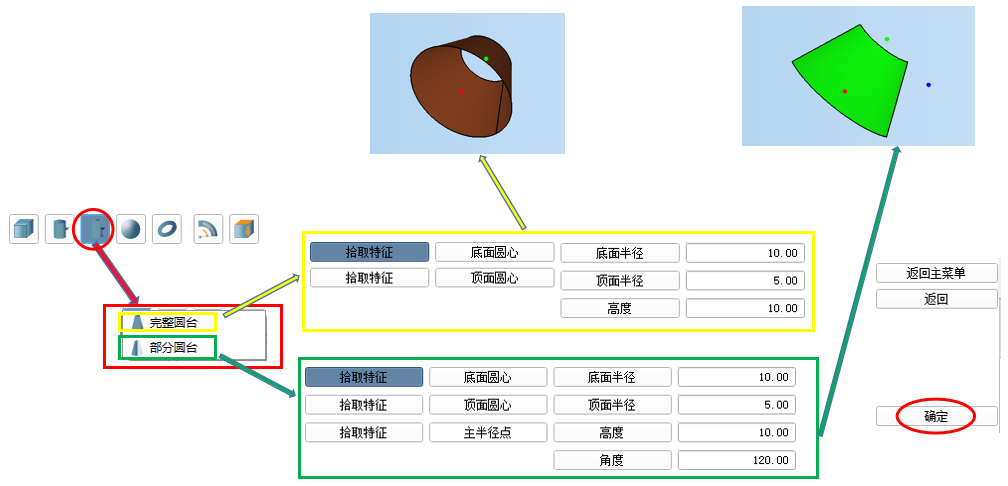 拾取特征 底面圆心 底面半径 10.00
拾取特征 顶面圆心 顶面半径 5.00
高度 10.00
返回主菜单
返回
完整圆台
部分圆台
拾取特征 底面圆心 底面半径 10.00
拾取特征 顶面圆心 顶面半径 5.00
拾取特征 主半径点 高度 10.00
角度 120.00
确定